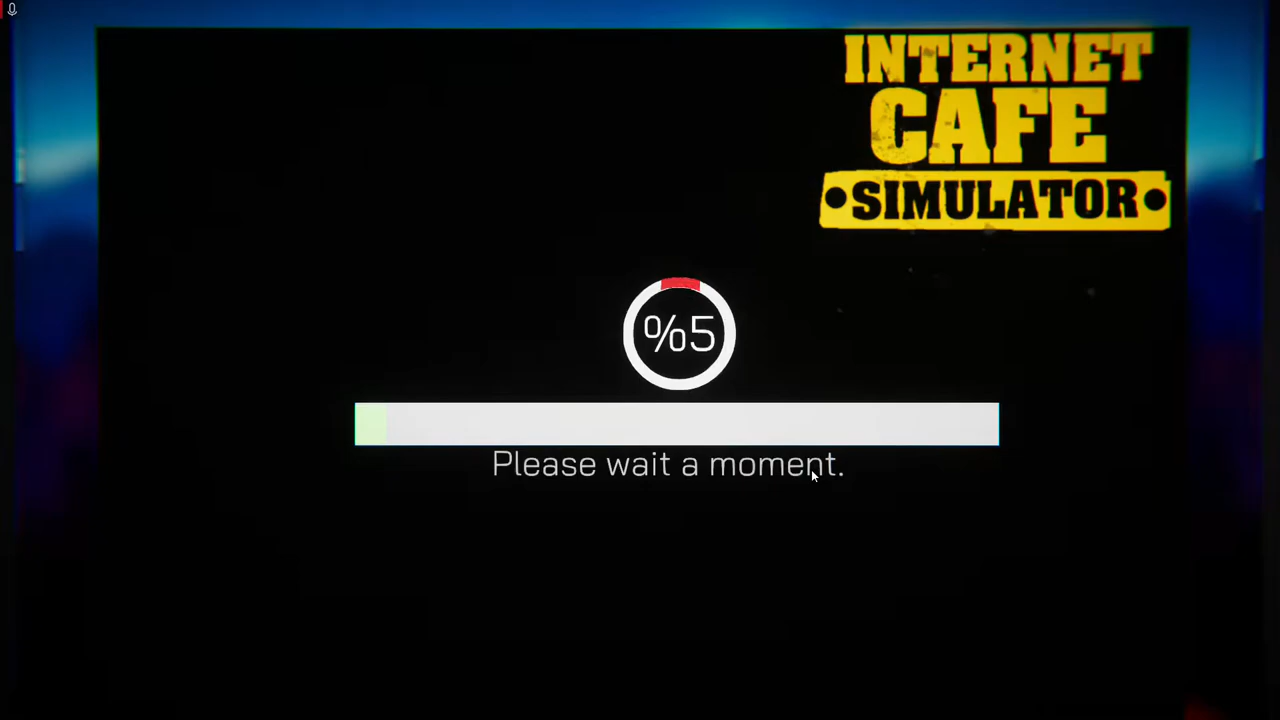 INTERNET
CAFE
•SIMULATOR•
%5
Please wait a moment.